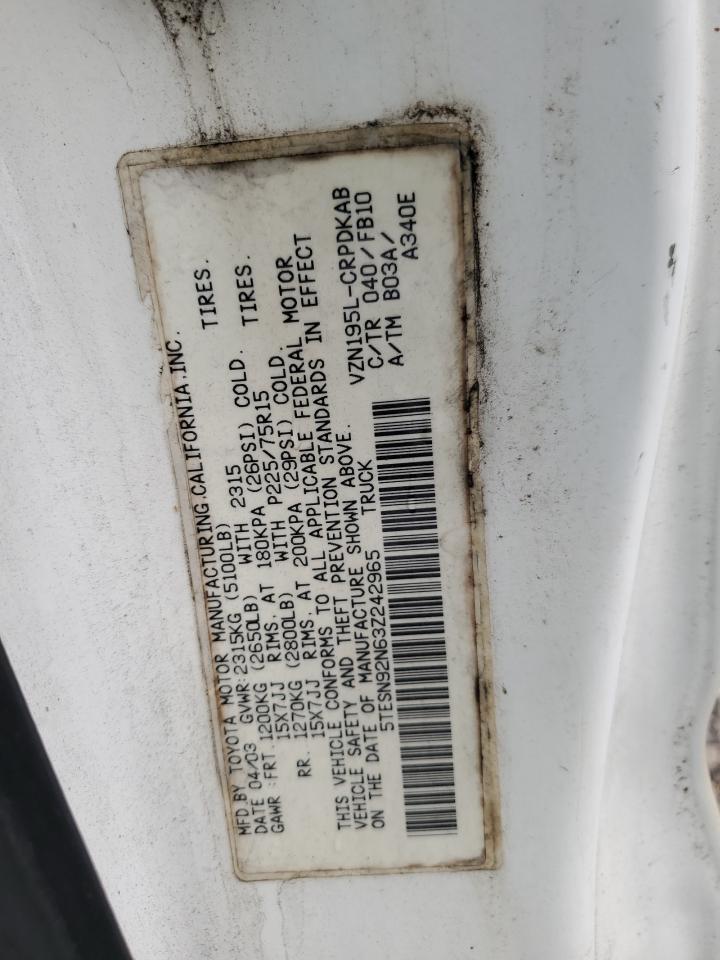 MFD.BY TOYOTA MOTOR MANUFACTURING.CALIFORNIA.INC.
DATE 04/03 GVWR:2315KG (5100LB)
GAWR:FRT.1200KG (2650LB) WITH 2315 TIRES.
15X7JJ RIMS. AT 180KPA (26PSI) COLD.
RR. 1270KG (2800LB) WITH P225/75R15 TIRES.
15X7JJ RIMS. AT 200KPA (29PSI) COLD.
THIS VEHICLE CONFORMS TO ALL APPLICABLE FEDERAL MOTOR
VEHICLE SAFETY AND THEFT PREVENTION STANDARDS IN EFFECT
ON THE DATE OF MANUFACTURE SHOWN ABOVE.
5TESN92N63Z242965 TRUCK
VZN195L-CRPDKAB
C/TR 040/FB10
A/TM B03A/
A340E